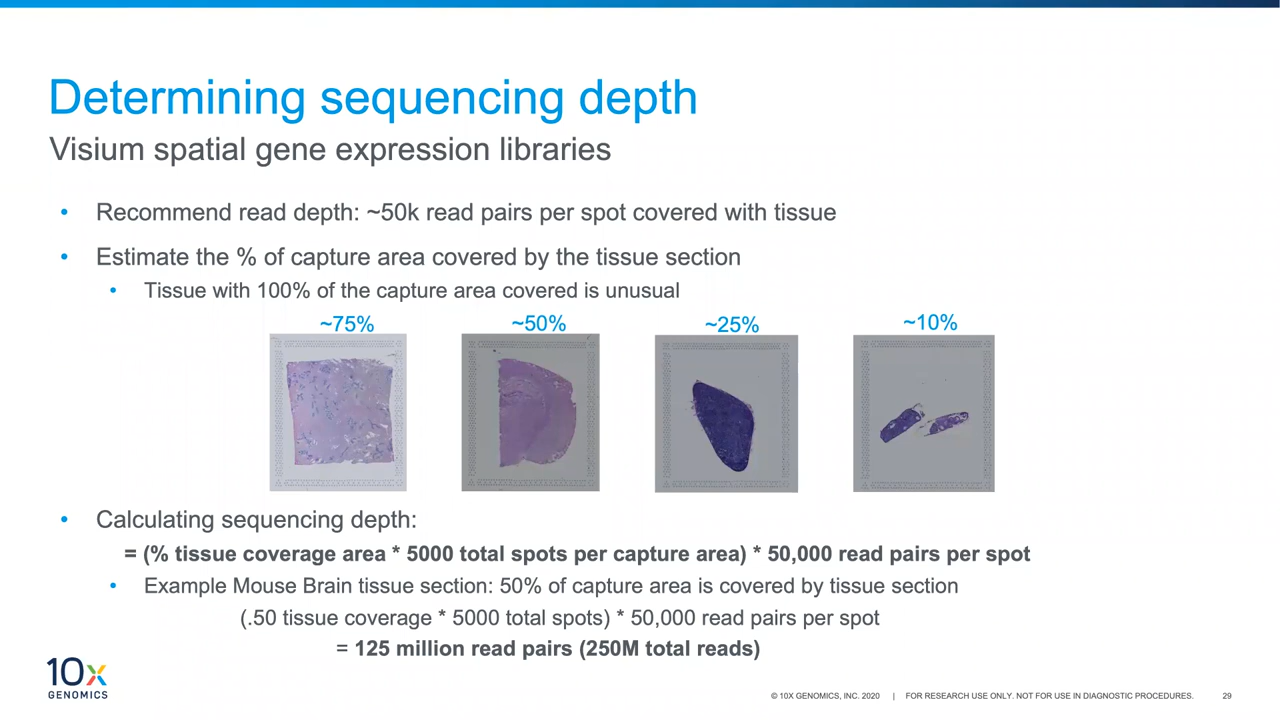 Determining sequencing depth
Visium spatial gene expression libraries
• Recommend read depth: ~50k read pairs per spot covered with tissue
• Estimate the % of capture area covered by the tissue section
• Tissue with 100% of the capture area covered is unusual
~75% ~50% ~25% ~10%
• Calculating sequencing depth:
= (% tissue coverage area * 5000 total spots per capture area) * 50,000 read pairs per spot
• Example Mouse Brain tissue section: 50% of capture area is covered by tissue section
(.50 tissue coverage * 5000 total spots) * 50,000 read pairs per spot
= 125 million read pairs (250M total reads)
10x
GENOMICS
© 10X GENOMICS, INC. 2020 | FOR RESEARCH USE ONLY. NOT FOR USE IN DIAGNOSTIC PROCEDURES. 29